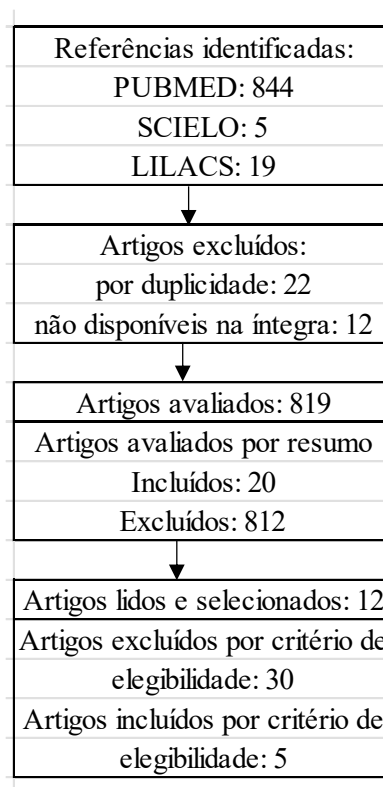 Referências identificadas:
PUBMED: 844
SCIELO: 5
LILACS: 19
Artigos excluídos:
por duplicidade: 22
não disponíveis na íntegra: 12
Artigos avaliados: 819
Artigos avaliados por resumo
Incluídos: 20
Excluídos: 812
Artigos lidos e selecionados: 12
Artigos excluídos por critério de
elegibilidade: 30
Artigos incluídos por critério de
elegibilidade: 5